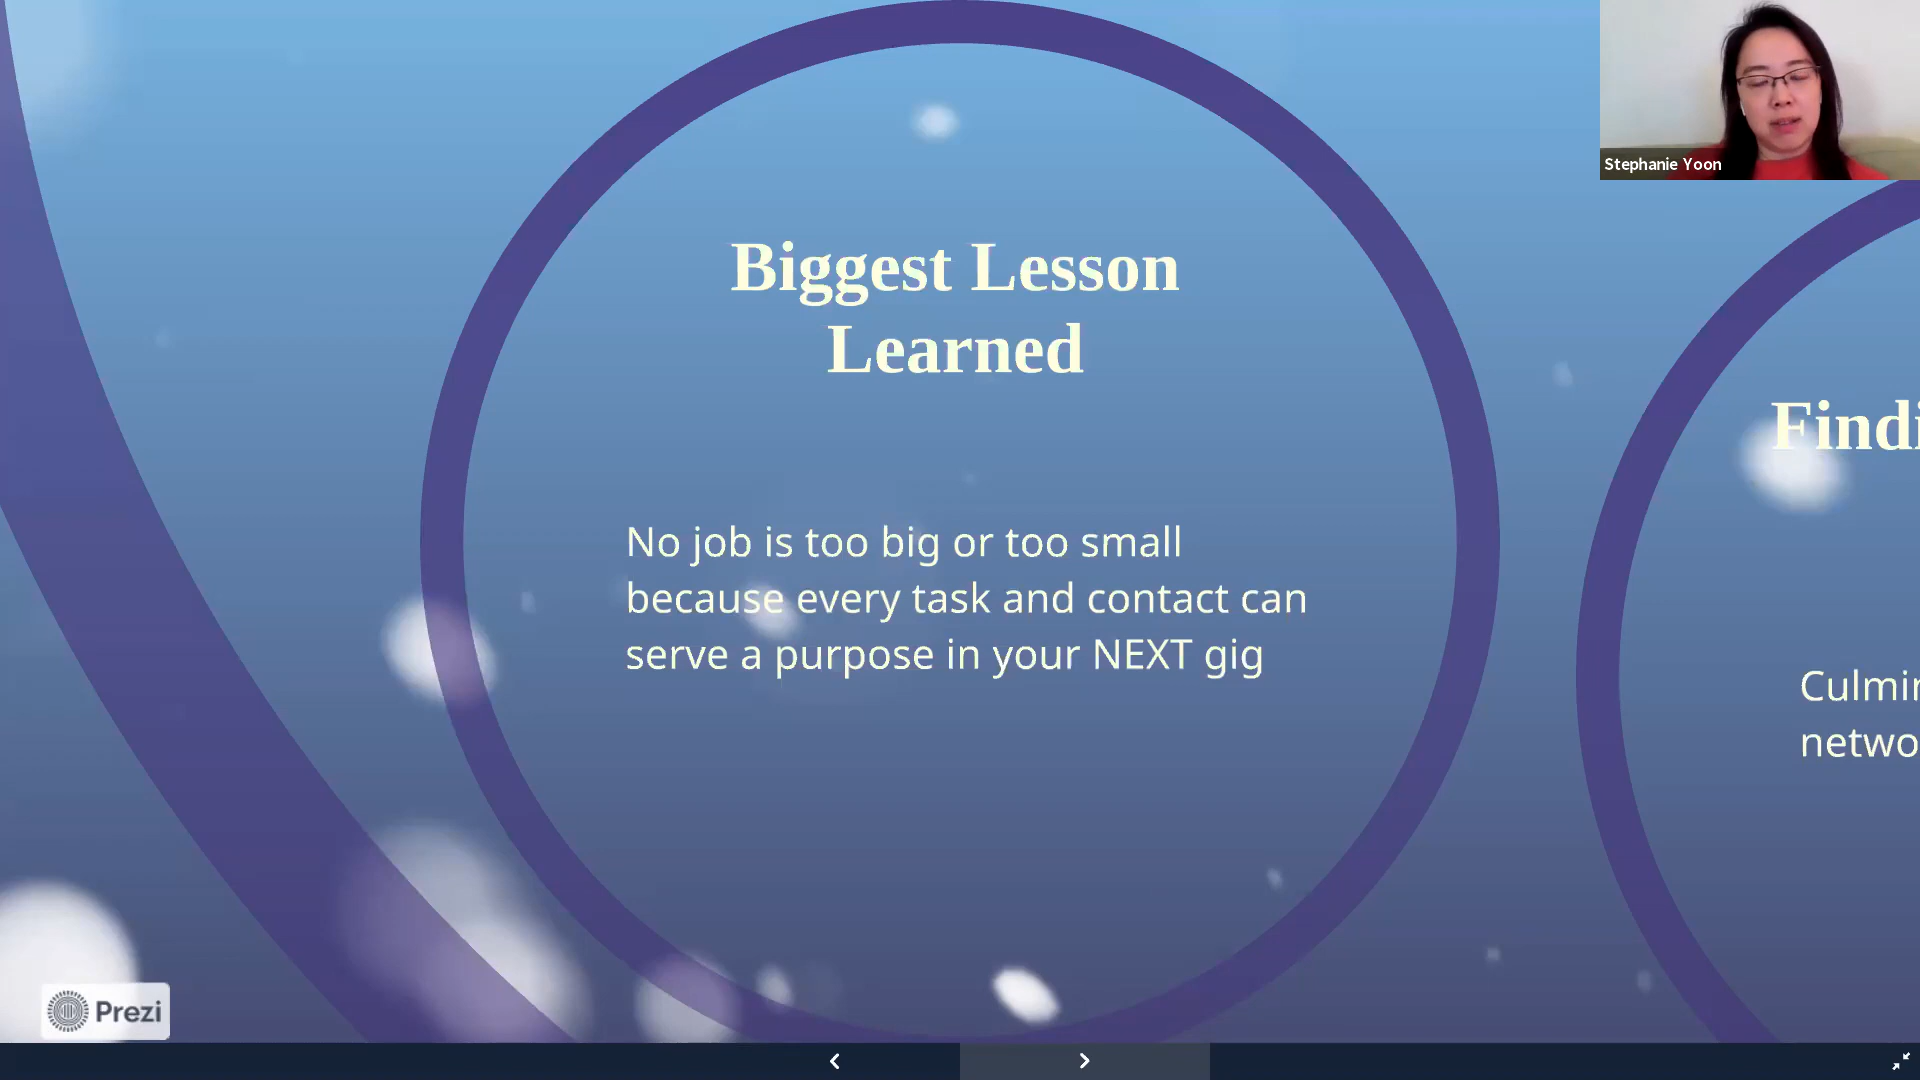 Stephanie Yoon
Biggest Lesson
Learned
No job is too big or too small
because every task and contact can
serve a purpose in your NEXT gig
Prezi